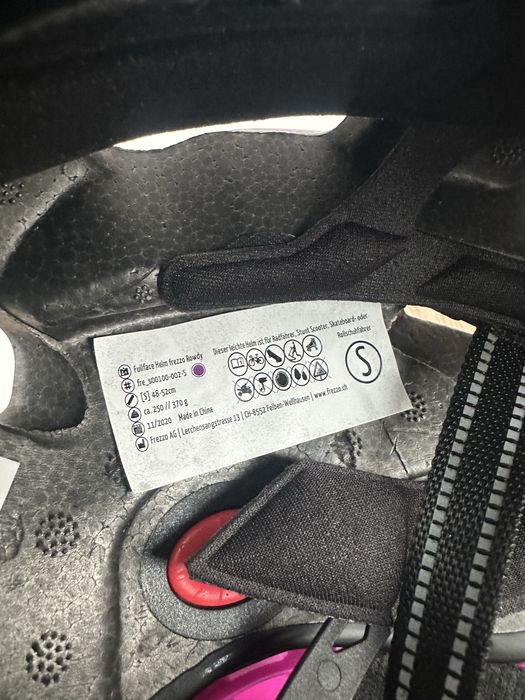 Fullface Helm frezzo Rowdy
fre_S00100-002-S
[S] 48-52cm
ca. 250 // 370 g
11/2020 Made in China
Frezzo AG | Lerchensangstrasse 13 | CH-8552 Felben-Wellhausen | www.frezzo.ch
Dieser leichte Helm ist für Radfahrer, Stunt Scooter, Skateboard- oder
Rollschuhfahrer
S